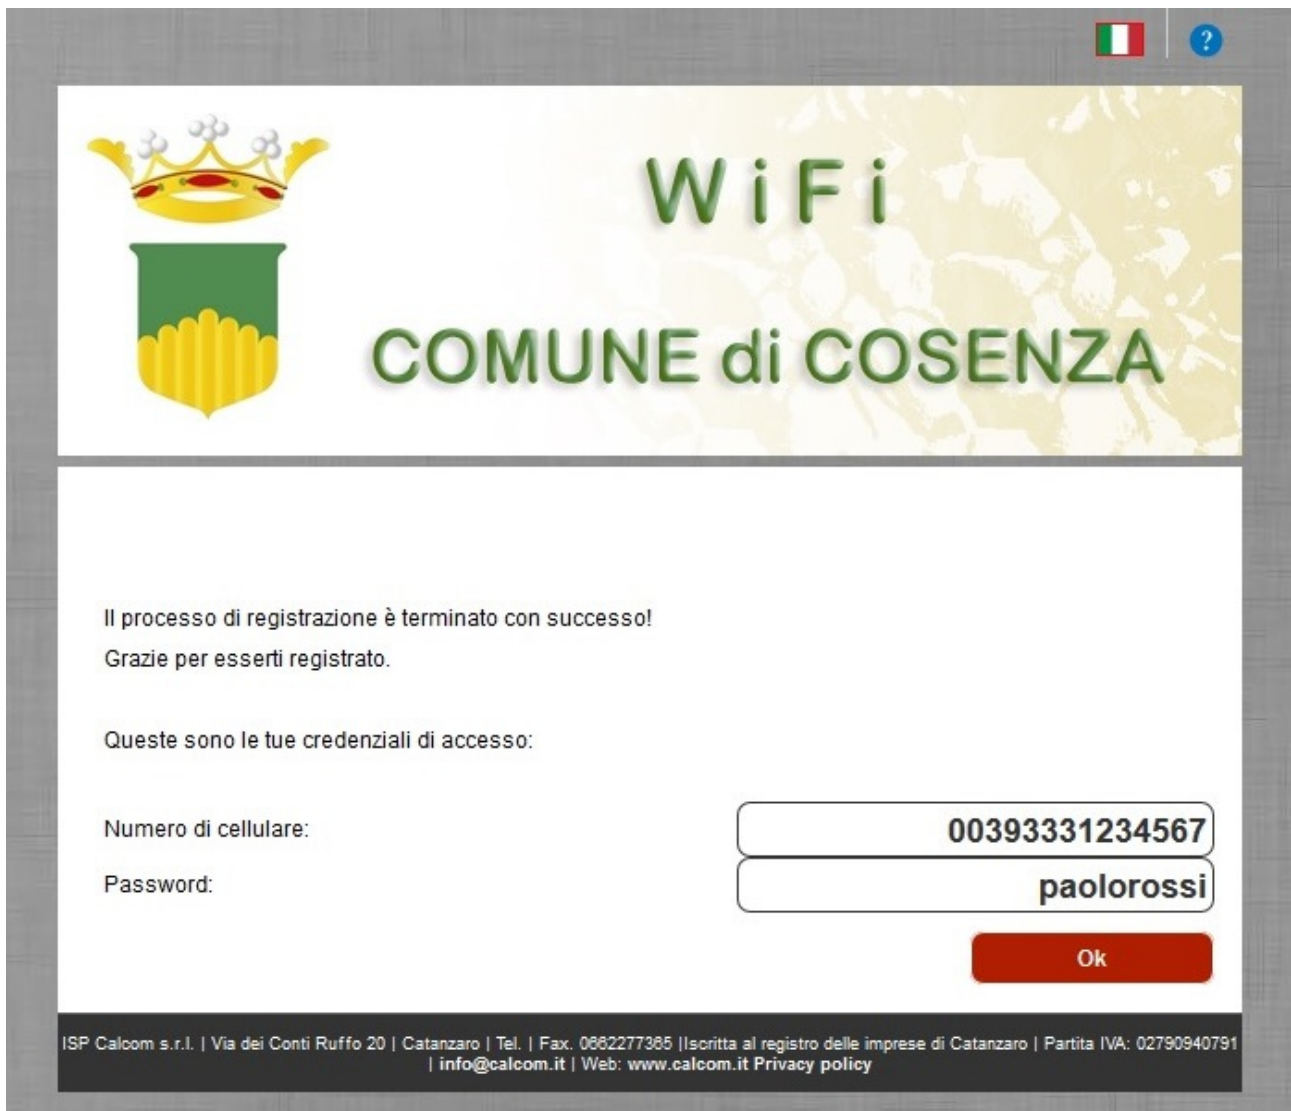 ?
WiFi
COMUNE di COSENZA
Il processo di registrazione è terminato con successo!
Grazie per esserti registrato.
Queste sono le tue credenziali di accesso:
Numero di cellulare: 00393331234567
Password: paolorossi
Ok
ISP Calcom s.r.l. | Via dei Conti Ruffo 20 | Catanzaro | Tel. | Fax. 0662277365 |Iscritta al registro delle imprese di Catanzaro | Partita IVA: 02790940791
| info@calcom.it | Web: www.calcom.it Privacy policy